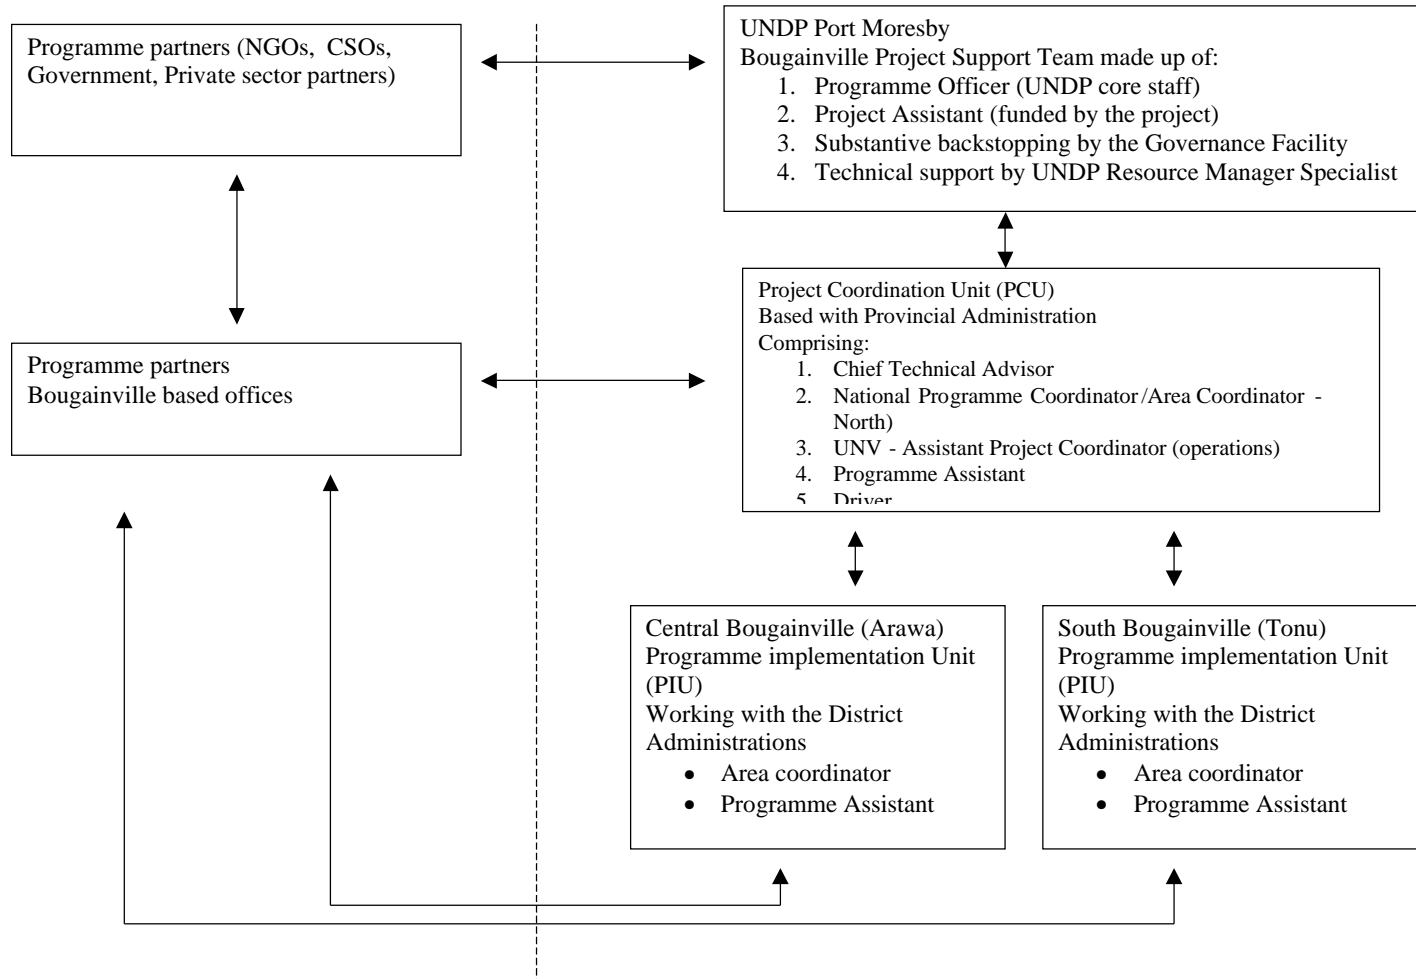 Programme partners (NGOs, CSOs,
Government, Private sector partners)
UNDP Port Moresby
Bougainville Project Support Team made up of:
1. Programme Officer (UNDP core staff)
2. Project Assistant (funded by the project)
3. Substantive backstopping by the Governance Facility
4. Technical support by UNDP Resource Manager Specialist
Programme partners
Bougainville based offices
Project Coordination Unit (PCU)
Based with Provincial Administration
Comprising:
1. Chief Technical Advisor
2. National Programme Coordinator/Area Coordinator -
North)
3. UNV - Assistant Project Coordinator (operations)
4. Programme Assistant
5. Driver
Central Bougainville (Arawa)
Programme implementation Unit
(PIU)
Working with the District
Administrations
• Area coordinator
• Programme Assistant
South Bougainville (Tonu)
Programme implementation Unit
(PIU)
Working with the District
Administrations
• Area coordinator
• Programme Assistant